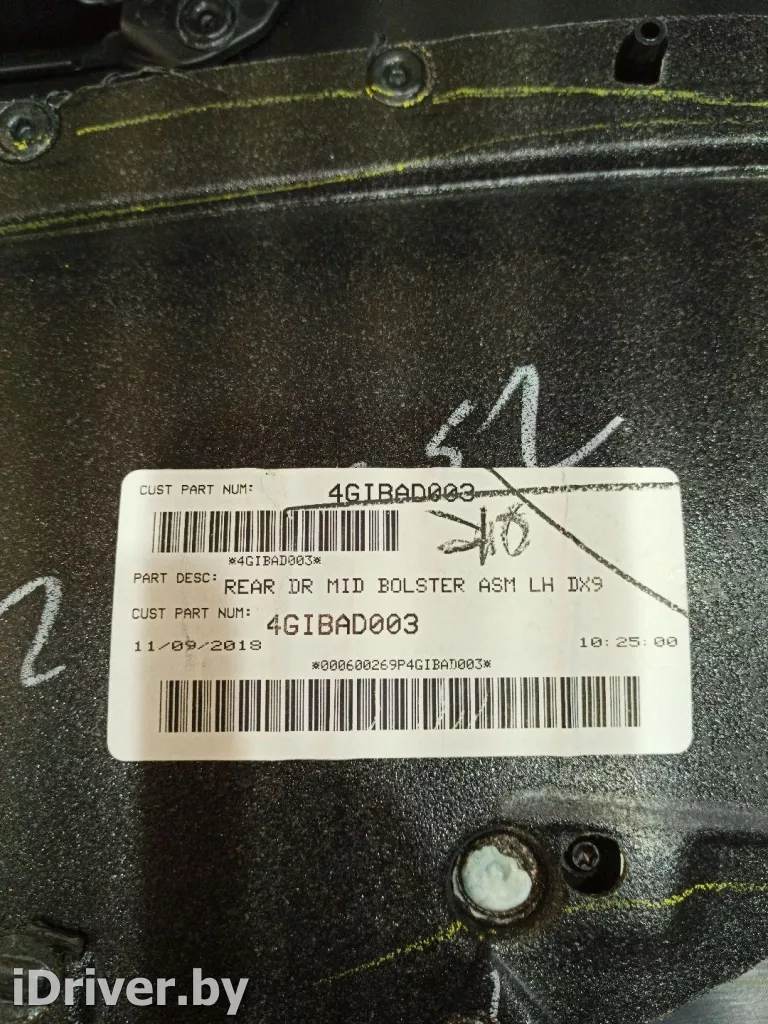 52
CUST PART NUM: 4GIBAD003
*4GIBAD003*
PART DESC: REAR DR MID BOLSTER ASM LH DX9
CUST PART NUM: 4GIBAD003
11/09/2018 10:25:00
*000600269P4GIBAD003*
iDriver.by